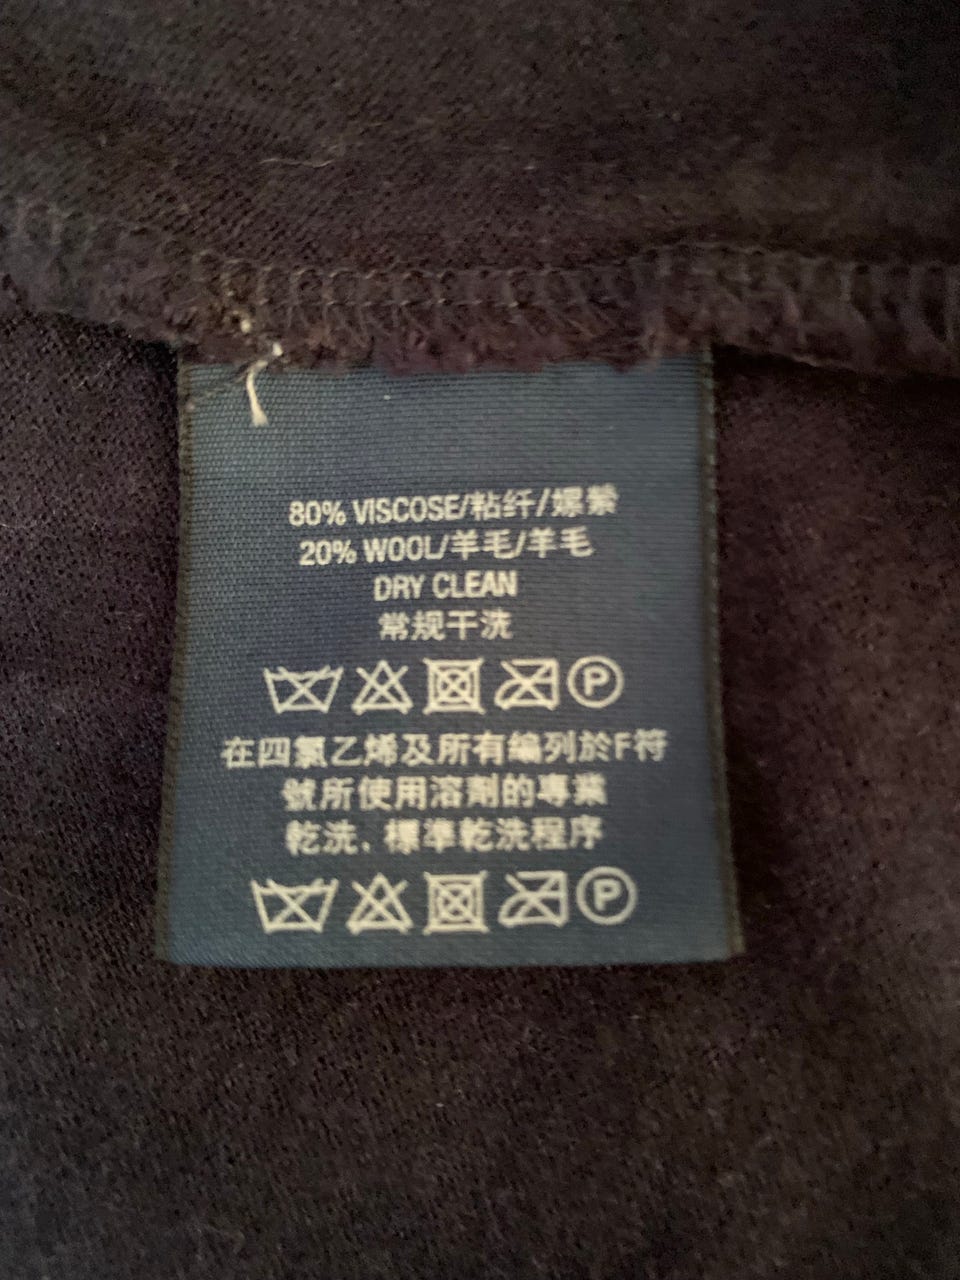 80% VISCOSE/粘纤/嫘縈
20% WOOL/羊毛/羊毛
DRY CLEAN
常规干洗
P
在四氯乙烯及所有編列於F符
號所使用溶劑的專業
乾洗，標準乾洗程序
P